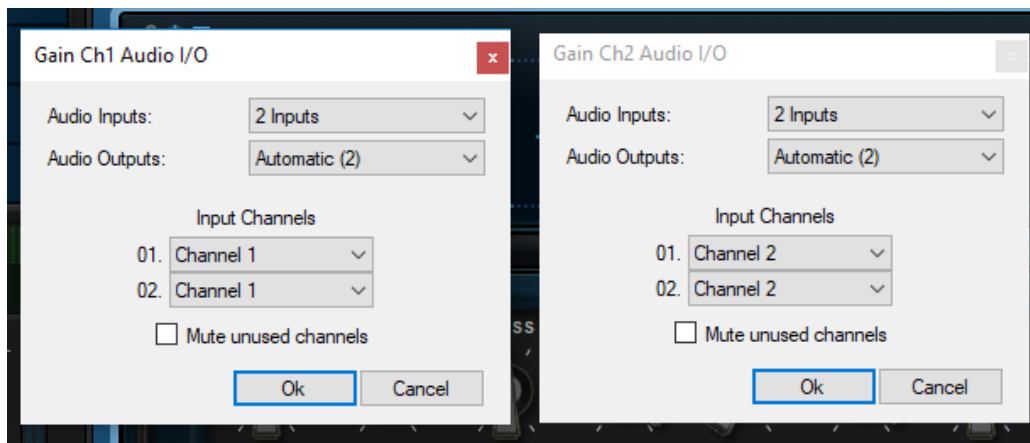 Gain Ch1 Audio I/O
x
Audio Inputs: 2 Inputs
Audio Outputs: Automatic (2)
Input Channels
01. Channel 1
02. Channel 1
Mute unused channels
Ok Cancel
Gain Ch2 Audio I/O
x
Audio Inputs: 2 Inputs
Audio Outputs: Automatic (2)
Input Channels
01. Channel 2
02. Channel 2
Mute unused channels
Ok Cancel
SS